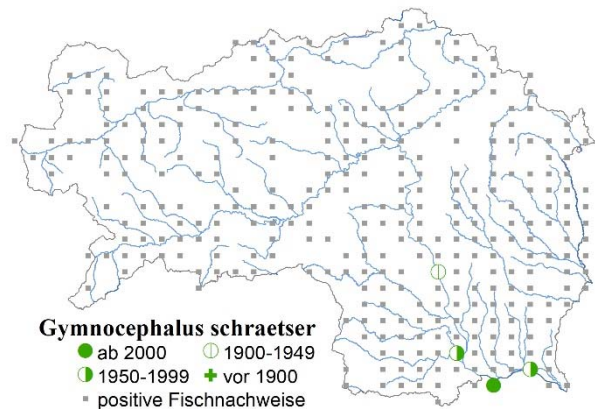 Gymnocephalus schraetser
ab 2000 1900-1949
1950-1999 vor 1900
positive Fischnachweise